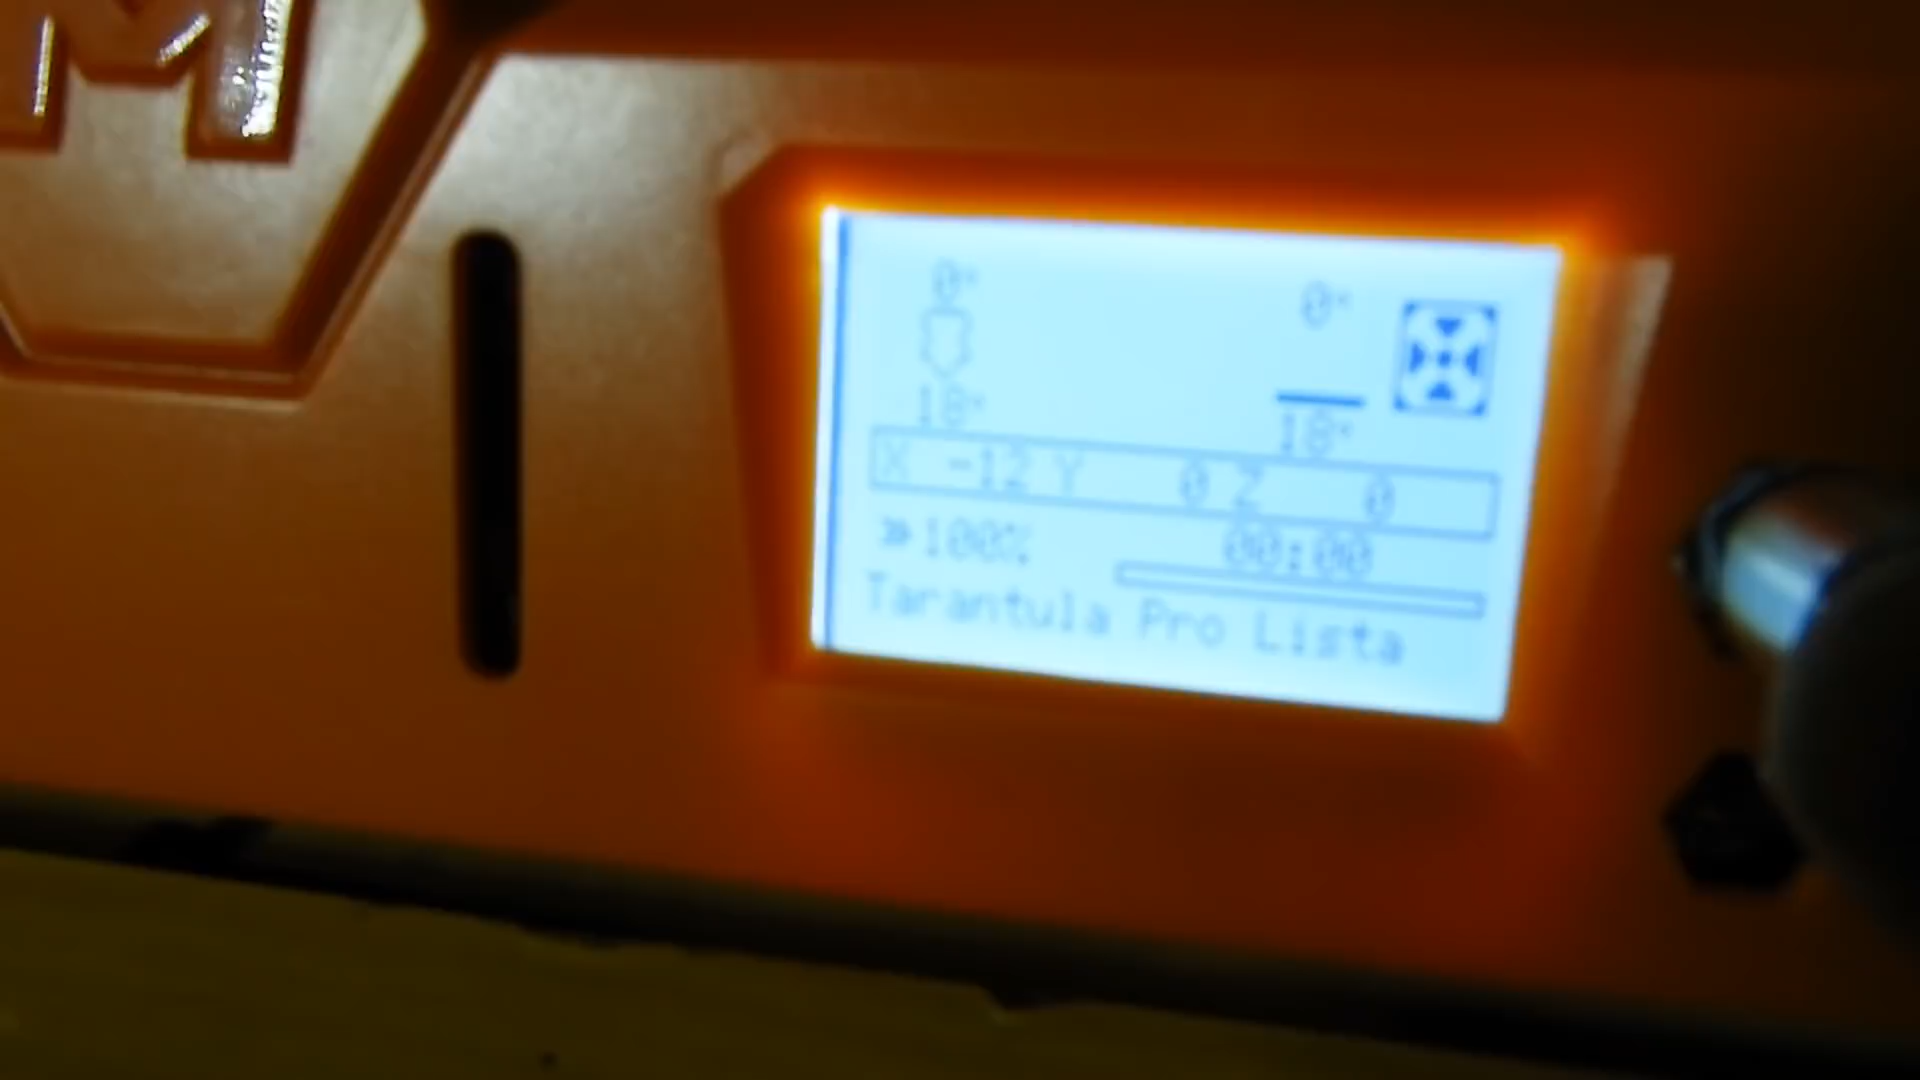 M
0° 0°
18° 18°
X -12 Y 0 Z 0
»100% 00:00
Tarantula Pro Lista